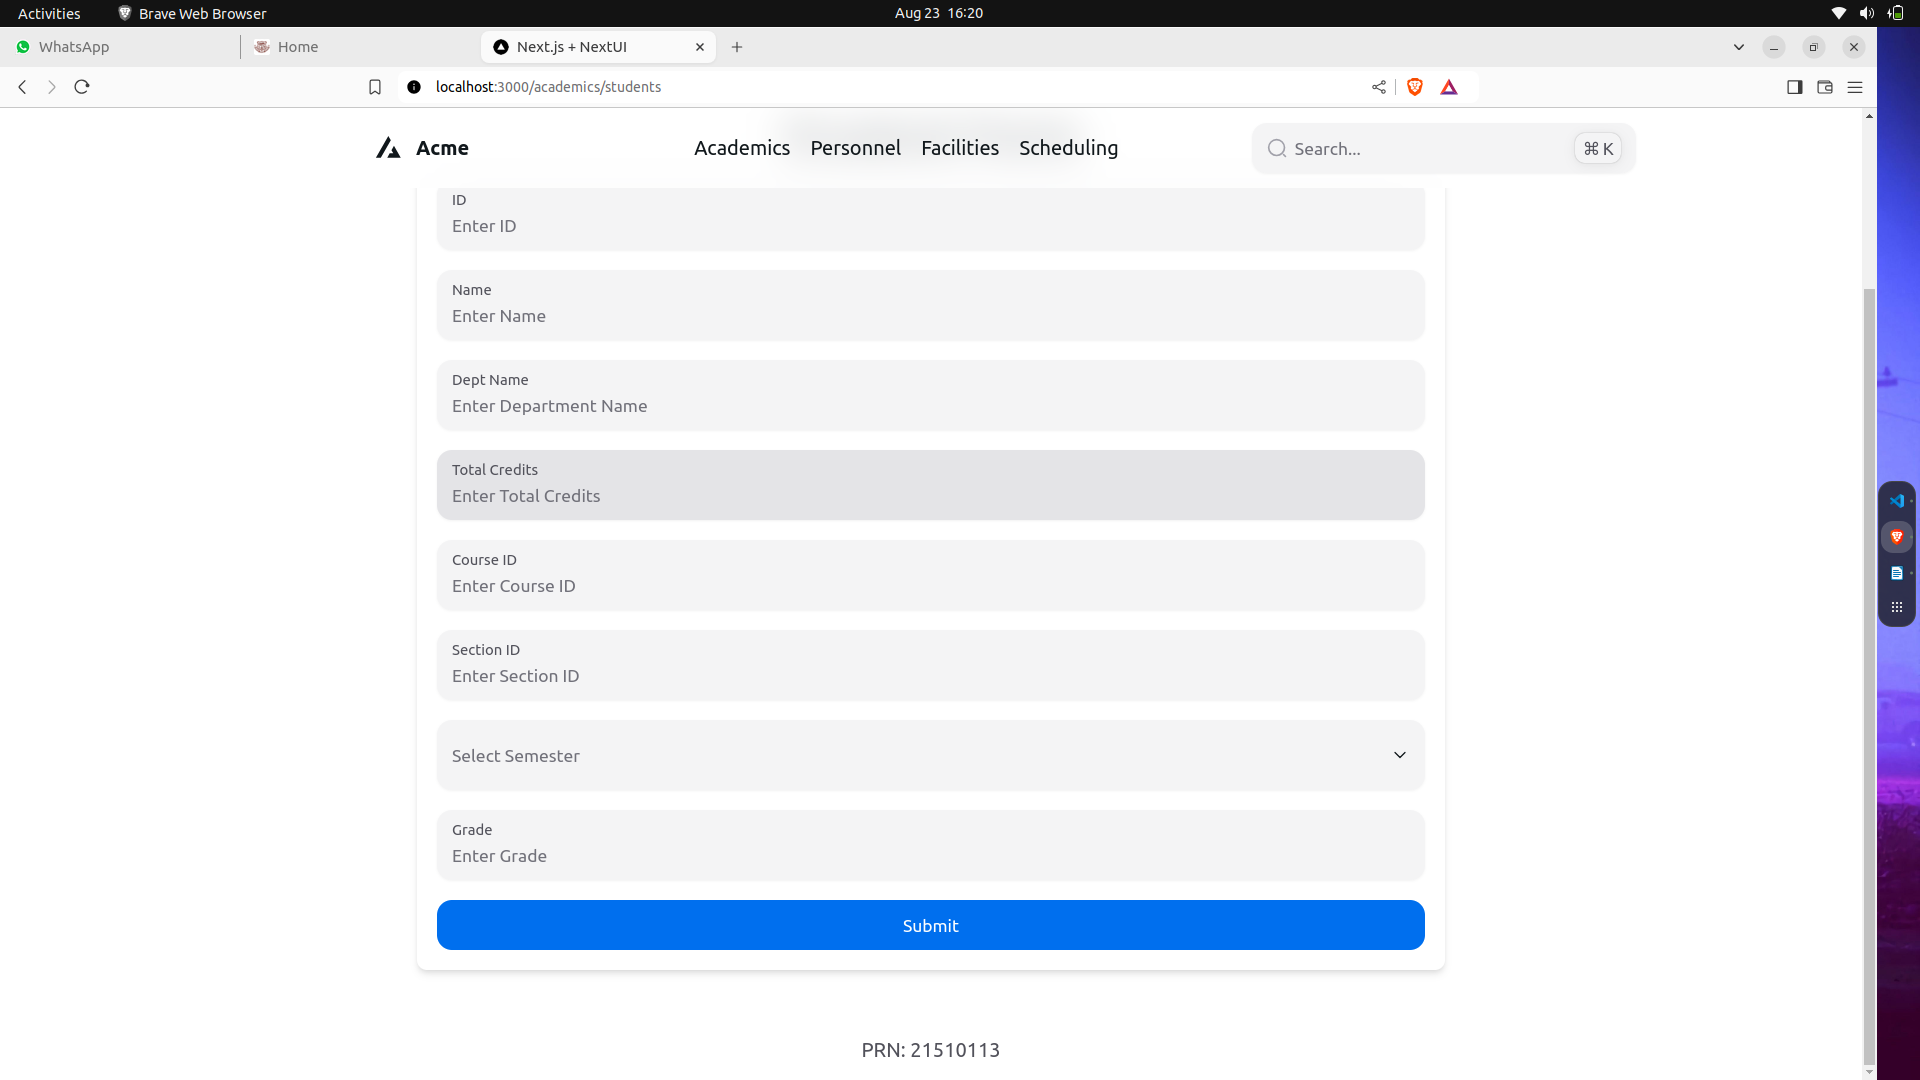 Activities Brave Web Browser Aug 23 16:20
WhatsApp Home Next.js + NextUI
localhost:3000/academics/students
Acme Academics Personnel Facilities Scheduling Search... ⌘ K
ID
Enter ID
Name
Enter Name
Dept Name
Enter Department Name
Total Credits
Enter Total Credits
Course ID
Enter Course ID
Section ID
Enter Section ID
Select Semester
Grade
Enter Grade
Submit
PRN: 21510113